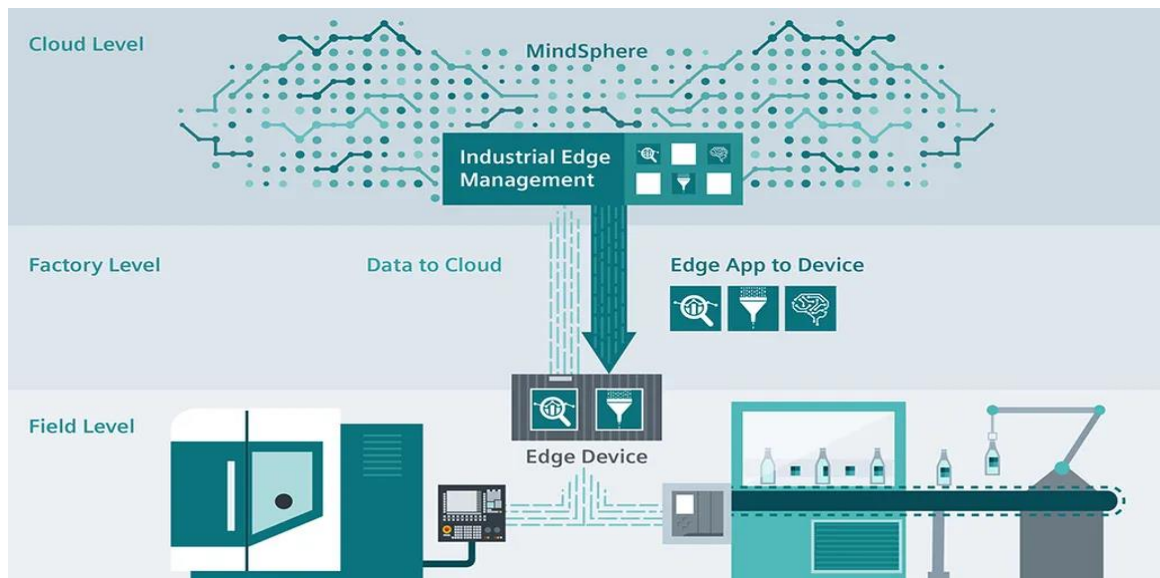 Cloud Level
MindSphere
Industrial Edge
Management
Factory Level
Data to Cloud
Edge App to Device
Field Level
Edge Device